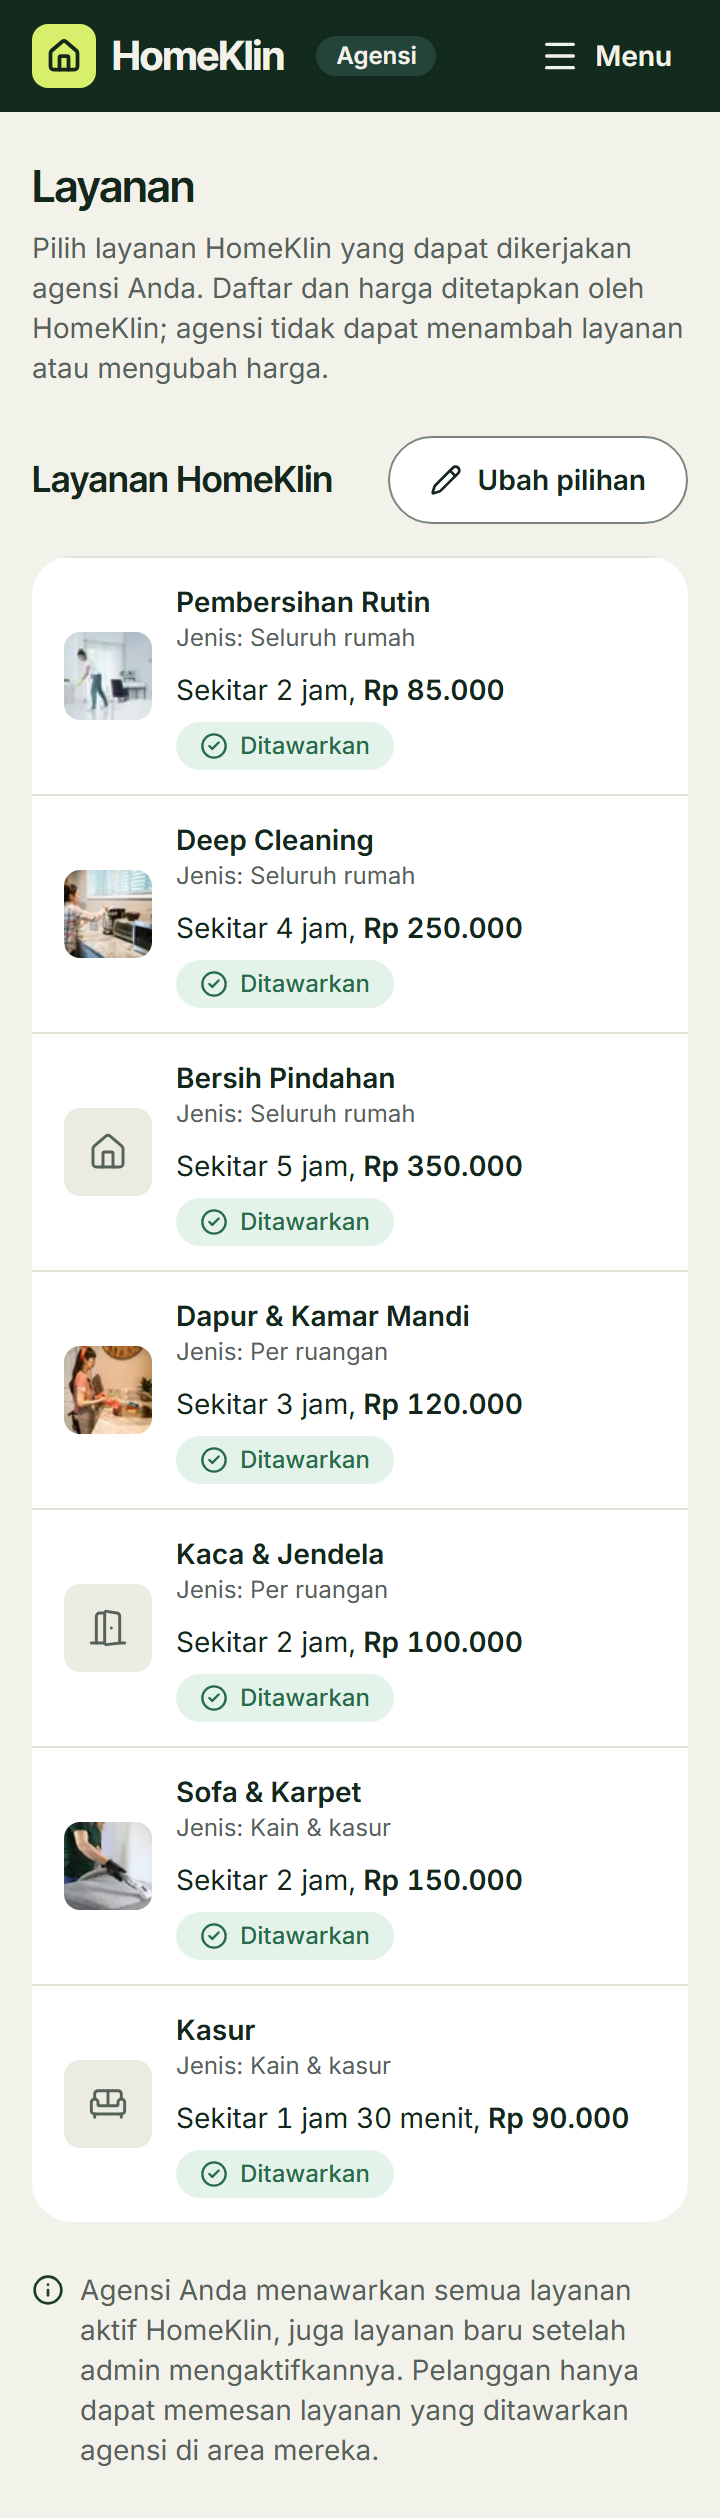 HomeKlin
Agensi
Menu
Layanan
Pilih layanan HomeKlin yang dapat dikerjakan
agensi Anda. Daftar dan harga ditetapkan oleh
HomeKlin; agensi tidak dapat menambah layanan
atau mengubah harga.
Layanan HomeKlin
Ubah pilihan
Pembersihan Rutin
Jenis: Seluruh rumah
Sekitar 2 jam, Rp 85.000
Ditawarkan
Deep Cleaning
Jenis: Seluruh rumah
Sekitar 4 jam, Rp 250.000
Ditawarkan
Bersih Pindahan
Jenis: Seluruh rumah
Sekitar 5 jam, Rp 350.000
Ditawarkan
Dapur & Kamar Mandi
Jenis: Per ruangan
Sekitar 3 jam, Rp 120.000
Ditawarkan
Kaca & Jendela
Jenis: Per ruangan
Sekitar 2 jam, Rp 100.000
Ditawarkan
Sofa & Karpet
Jenis: Kain & kasur
Sekitar 2 jam, Rp 150.000
Ditawarkan
Kasur
Jenis: Kain & kasur
Sekitar 1 jam 30 menit, Rp 90.000
Ditawarkan
Agensi Anda menawarkan semua layanan
aktif HomeKlin, juga layanan baru setelah
admin mengaktifkannya. Pelanggan hanya
dapat memesan layanan yang ditawarkan
agensi di area mereka.